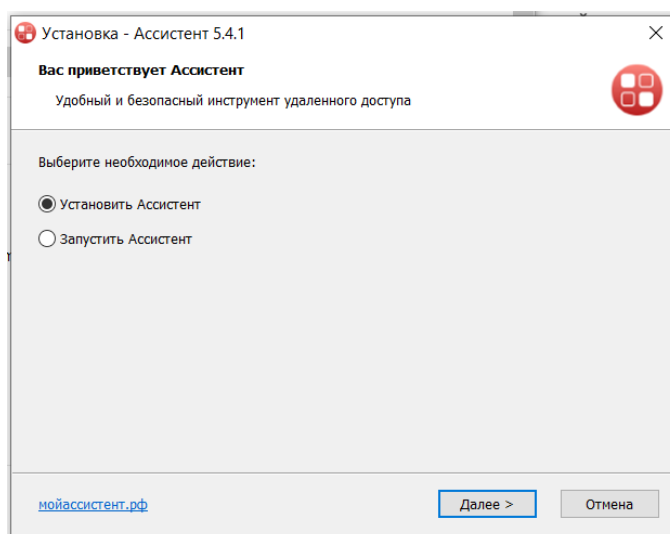 Установка - Ассистент 5.4.1
Вас приветствует Ассистент
Удобный и безопасный инструмент удаленного доступа
Выберите необходимое действие:
Установить Ассистент
Запустить Ассистент
мойассистент.рф
Далее >
Отмена